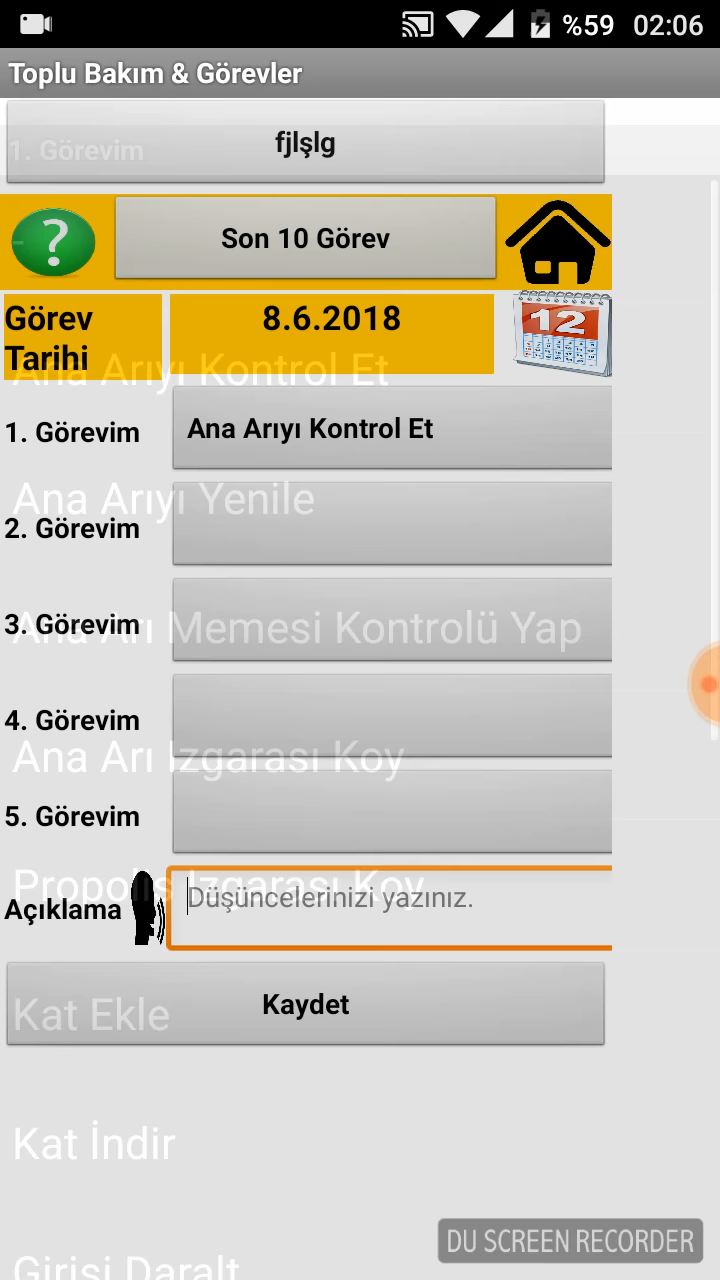 %59 02:06
Toplu Bakım & Görevler
1. Görevim
fjlşlg
?
Son 10 Görev
Görev
Tarihi
8.6.2018
12
Ana Arıyı Kontrol Et
1. Görevim
Ana Arıyı Kontrol Et
Ana Arıyı Yenile
2. Görevim
3. Görevim
Ana Arı Memesi Kontrolü Yap
4. Görevim
Ana Arı Izgarası Koy
5. Görevim
Propolis Izgarası Koy
Açıklama
Düşüncelerinizi yazınız.
Kat Ekle
Kaydet
Kat İndir
DU SCREEN RECORDER
Girişi Daralt